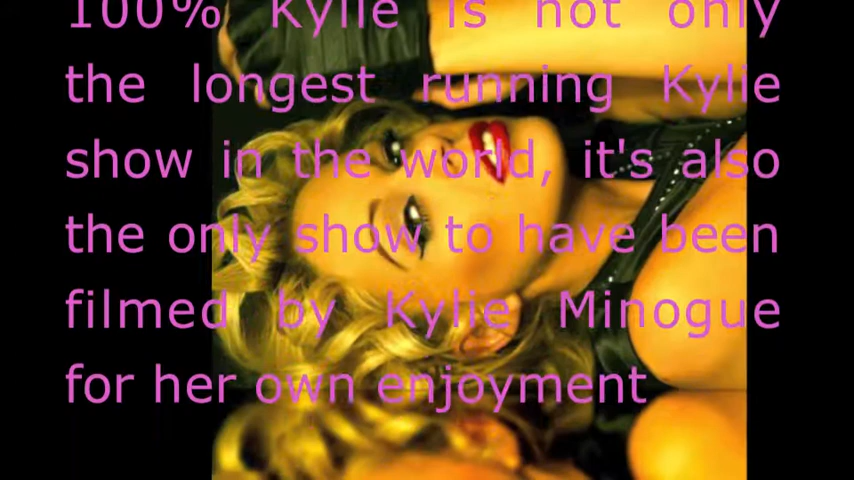 100% Kylie is not only
the longest running Kylie
show in the world, it's also
the only show to have been
filmed by Kylie Minogue
for her own enjoyment